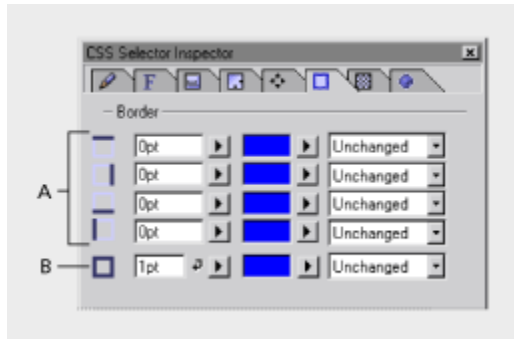 CSS Selector Inspector
F
Border
0pt Unchanged
A
0pt Unchanged
0pt Unchanged
0pt Unchanged
B 1pt Unchanged